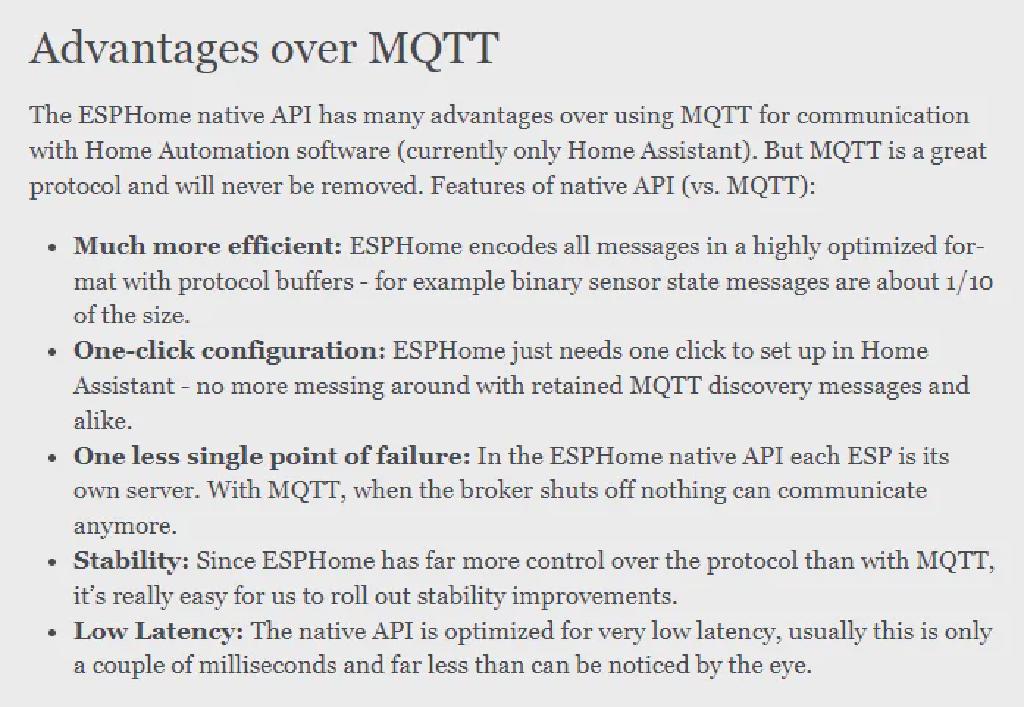 Advantages over MQTT
The ESPHome native API has many advantages over using MQTT for communication
with Home Automation software (currently only Home Assistant). But MQTT is a great
protocol and will never be removed. Features of native API (vs. MQTT):
• Much more efficient: ESPHome encodes all messages in a highly optimized for-
mat with protocol buffers - for example binary sensor state messages are about 1/10
of the size.
• One-click configuration: ESPHome just needs one click to set up in Home
Assistant - no more messing around with retained MQTT discovery messages and
alike.
• One less single point of failure: In the ESPHome native API each ESP is its
own server. With MQTT, when the broker shuts off nothing can communicate
anymore.
• Stability: Since ESPHome has far more control over the protocol than with MQTT,
it’s really easy for us to roll out stability improvements.
• Low Latency: The native API is optimized for very low latency, usually this is only
a couple of milliseconds and far less than can be noticed by the eye.